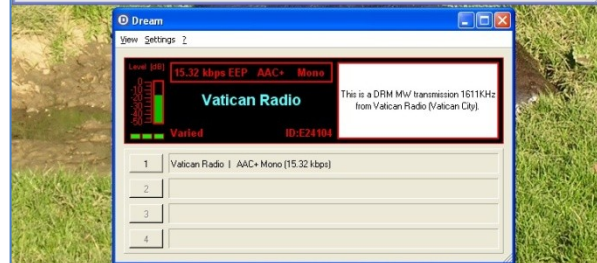 Dream
View Settings ?
Level [dB]
15.32 kbps EEP AAC+ Mono
Vatican Radio
Varied ID:E24104
This is a DRM MW transmission 1611KHz
from Vatican Radio (Vatican City).
1 Vatican Radio | AAC+ Mono (15.32 kbps)
2
3
4